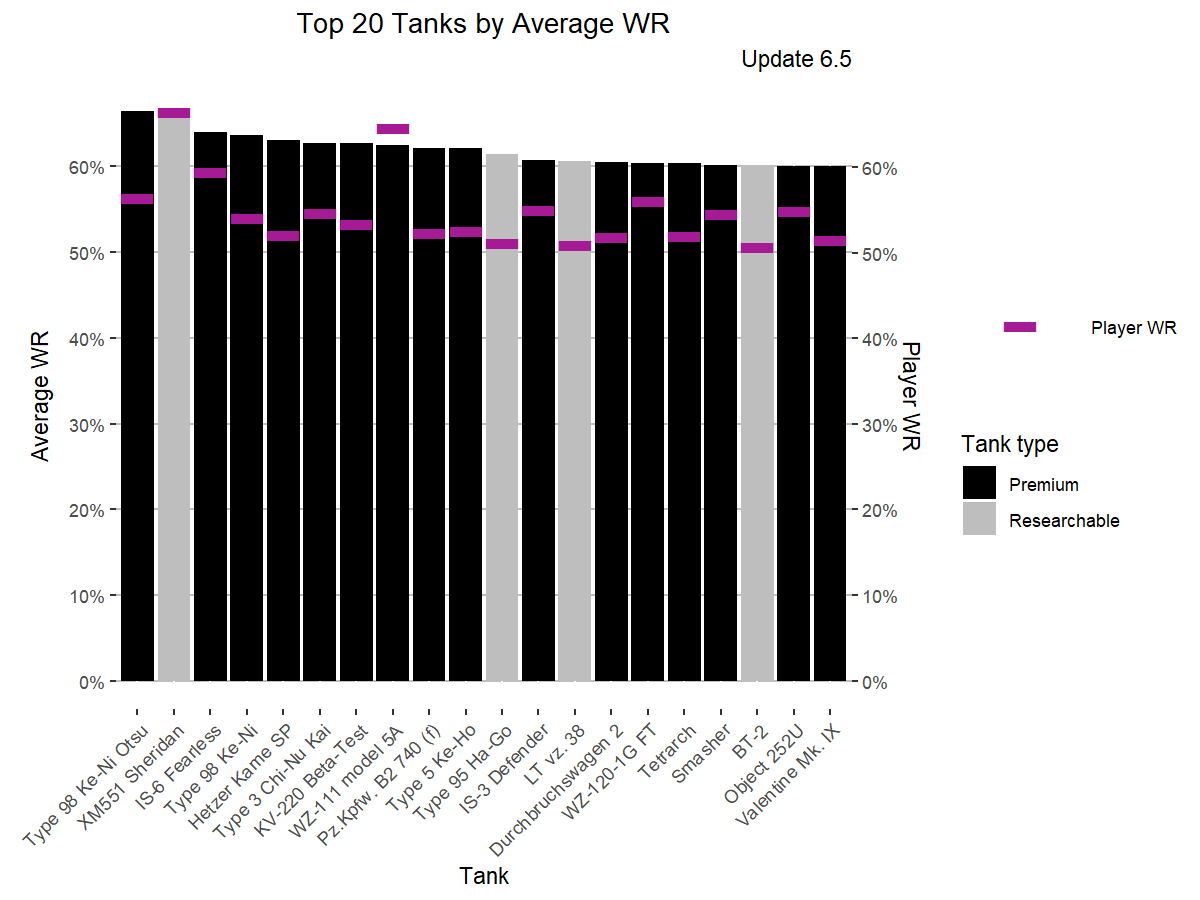 Top 20 Tanks by Average WR
Update 6.5
Average WR
60%
50%
40%
30%
20%
10%
0%
60%
50%
40%
30%
20%
10%
0%
Player WR
Type 98 Ke-Ni Otsu
XM551 Sheridan
IS-6 Fearless
Type 98 Ke-Ni
Hetzer Kame SP
Type 3 Chi-Nu Kai
KV-220 Beta-Test
WZ-111 model 5A
Pz.Kpfw. B2 740 (f)
Type 5 Ke-Ho
Type 95 Ha-Go
IS-3 Defender
LT vz. 38
Durchbruchswagen 2
WZ-120-1G FT
Tetrarch
Smasher
BT-2
Object 252U
Valentine Mk. IX
Tank
Player WR
Tank type
Premium
Researchable